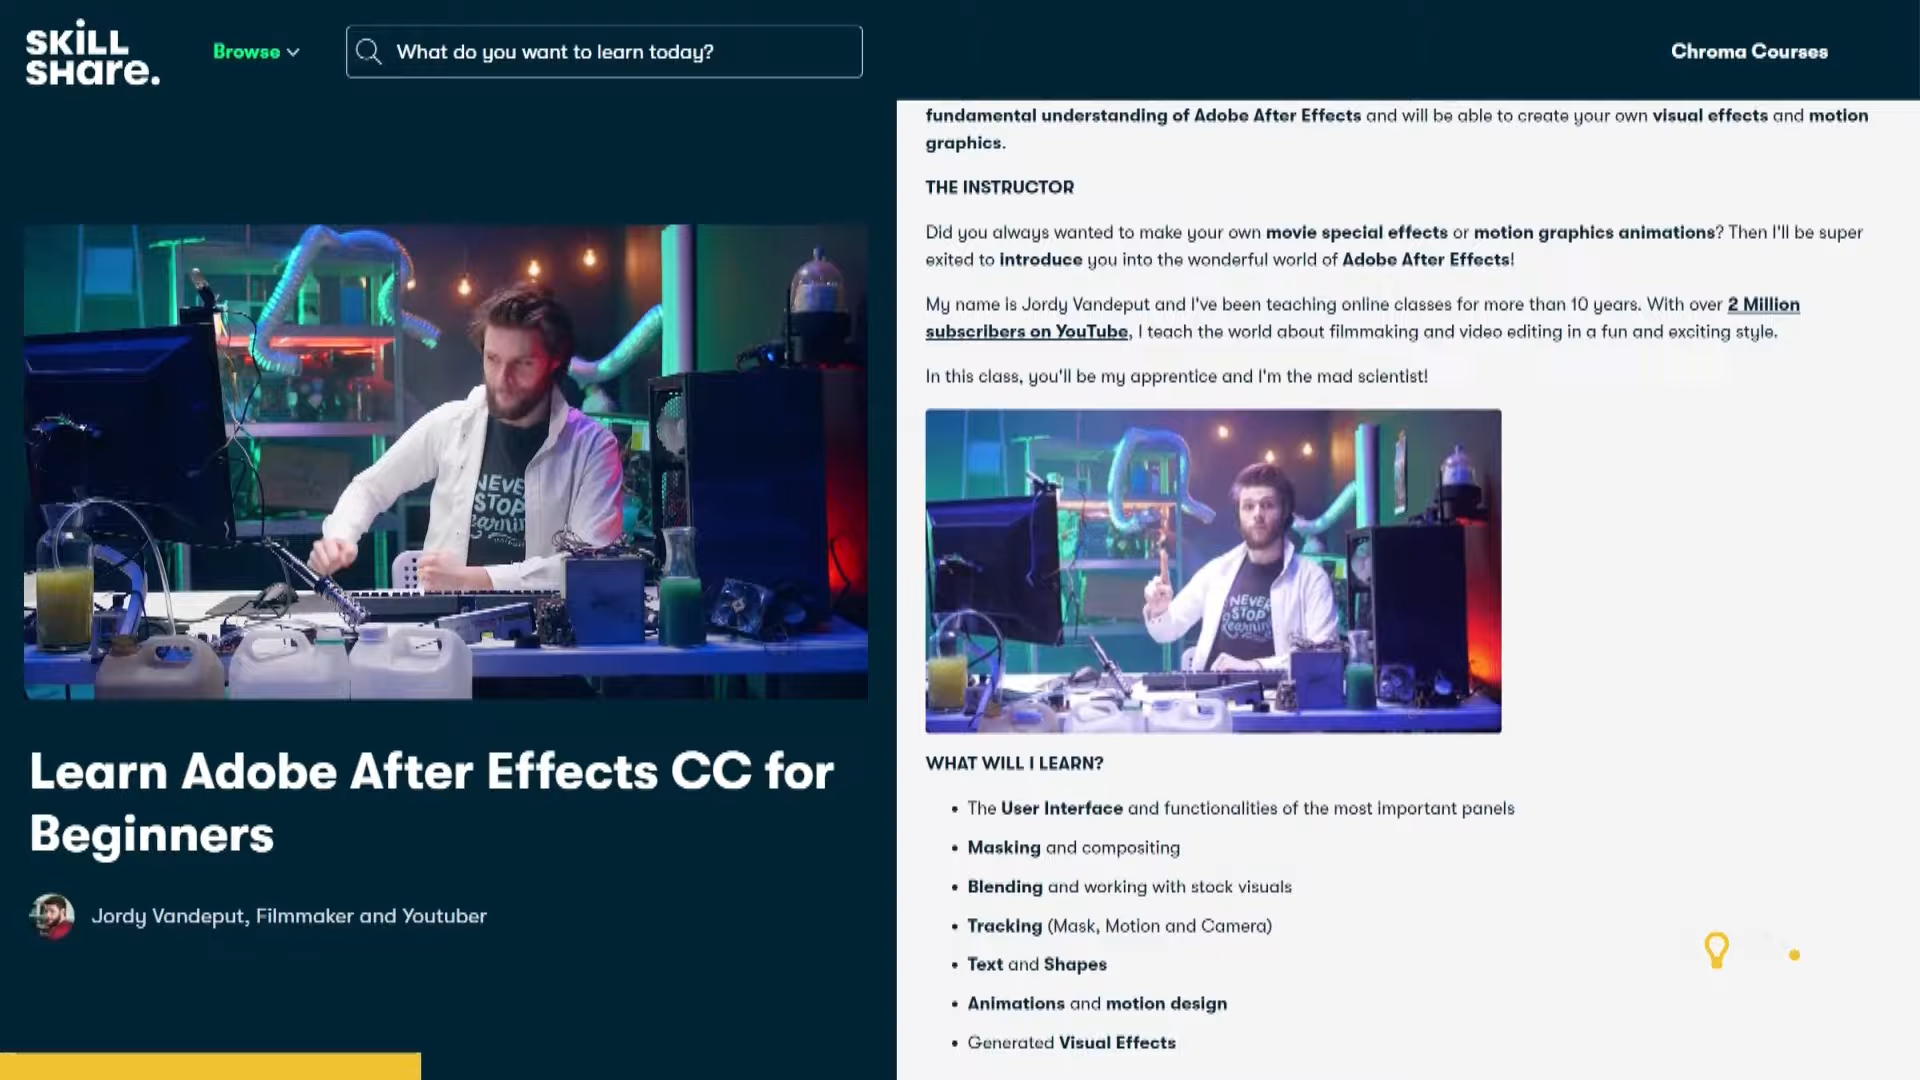 SKILL
SHare.
Browse
What do you want to learn today?
Chroma Courses
fundamental understanding of Adobe After Effects and will be able to create your own visual effects and motion
graphics.
THE INSTRUCTOR
Did you always wanted to make your own movie special effects or motion graphics animations? Then I'll be super
exited to introduce you into the wonderful world of Adobe After Effects!
My name is Jordy Vandeput and I've been teaching online classes for more than 10 years. With over 2 Million
subscribers on YouTube, I teach the world about filmmaking and video editing in a fun and exciting style.
In this class, you'll be my apprentice and I'm the mad scientist!
NEVER
STOP
Learning
NEVER
STOP
Learning
WHAT WILL I LEARN?
• The User Interface and functionalities of the most important panels
• Masking and compositing
• Blending and working with stock visuals
• Tracking (Mask, Motion and Camera)
• Text and Shapes
• Animations and motion design
• Generated Visual Effects
Learn Adobe After Effects CC for
Beginners
Jordy Vandeput, Filmmaker and Youtuber